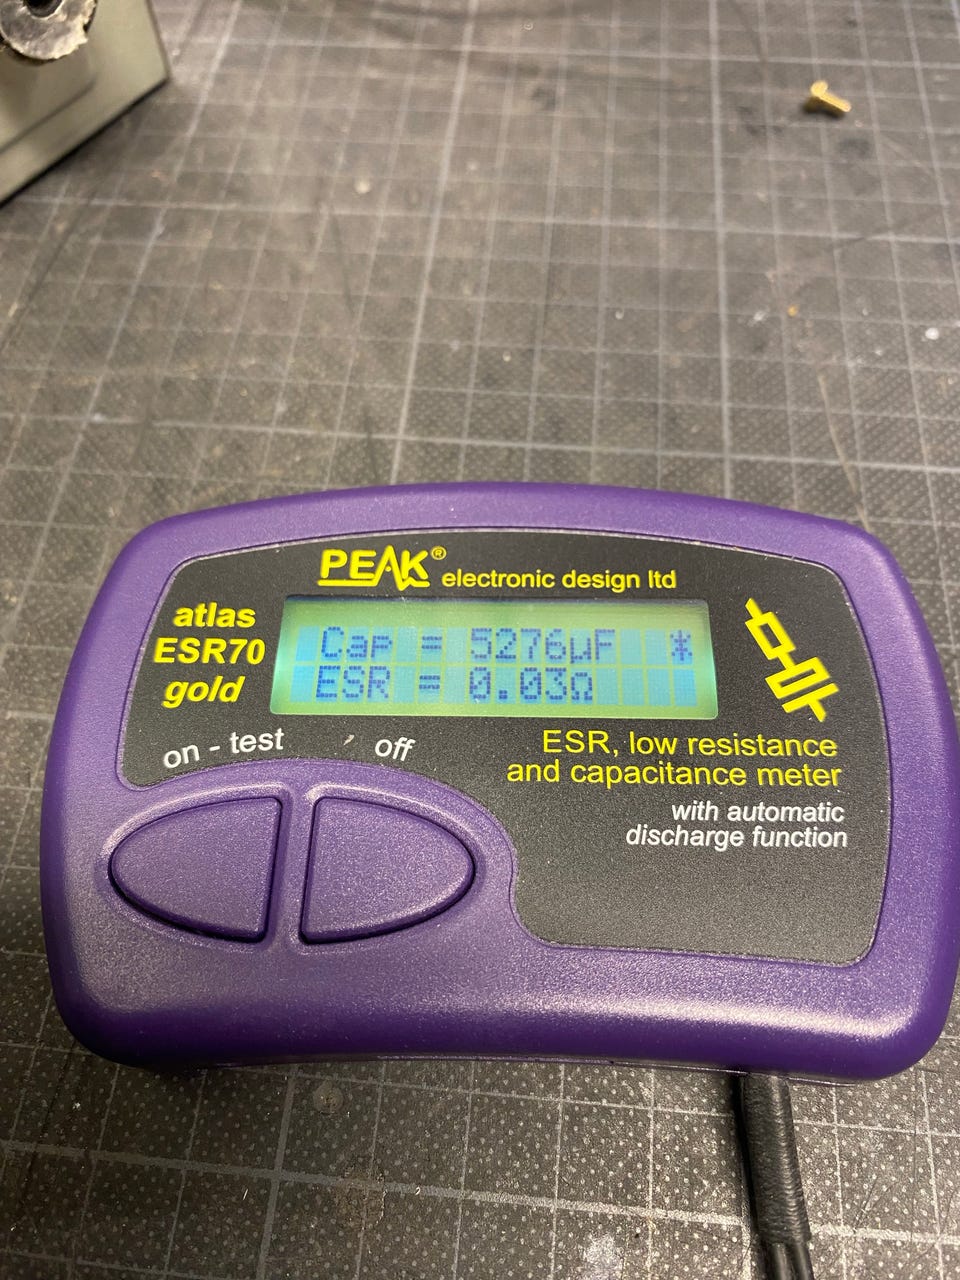 PEAK® electronic design ltd
atlas
ESR70
gold
Cap = 5276µF *
ESR = 0.03Ω
on - test off
ESR, low resistance
and capacitance meter
with automatic
discharge function